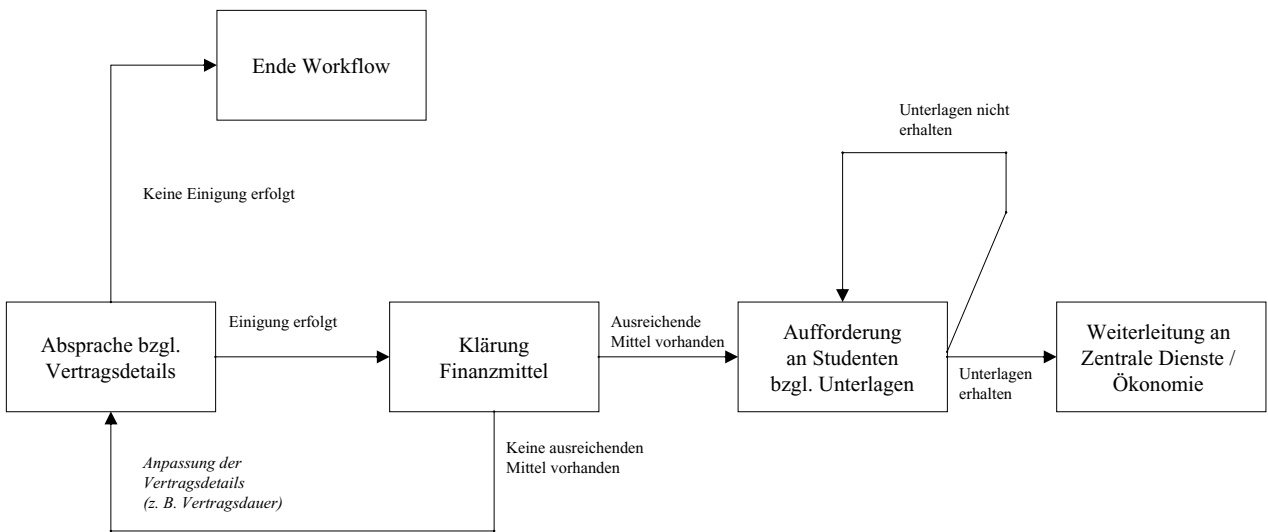 Ende Workflow
Unterlagen nicht
erhalten
Keine Einigung erfolgt
Absprache bzgl.
Vertragsdetails
Einigung erfolgt
Klärung
Finanzmittel
Ausreichende
Mittel vorhanden
Aufforderung
an Studenten
bzgl. Unterlagen
Unterlagen
erhalten
Weiterleitung an
Zentrale Dienste /
Ökonomie
Anpassung der
Vertragsdetails
(z. B. Vertragsdauer)
Keine ausreichenden
Mittel vorhanden